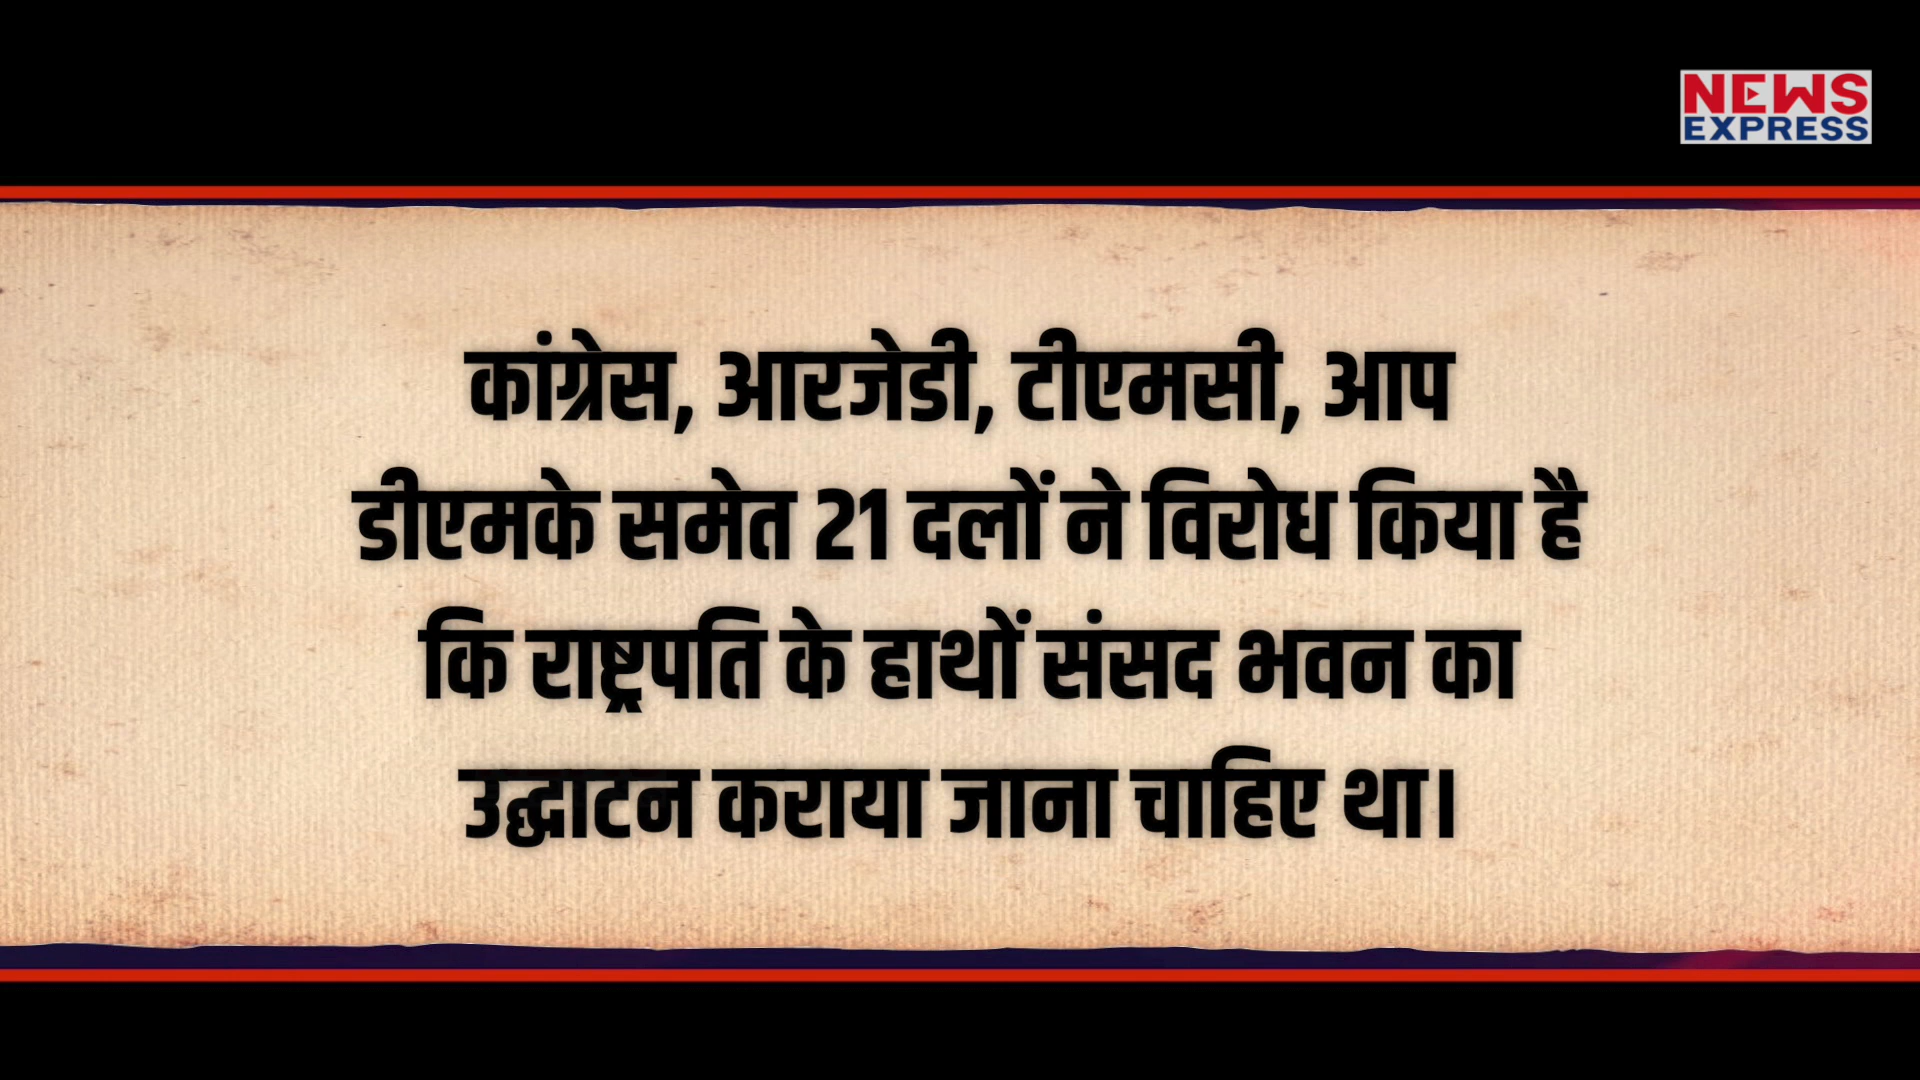 NEWS
EXPRESS
कांग्रेस, आरजेडी, टीएमसी, आप
डीएमके समेत 21 दलों ने विरोध किया है
कि राष्ट्रपति के हाथों संसद भवन का
उद्घाटन कराया जाना चाहिए था।